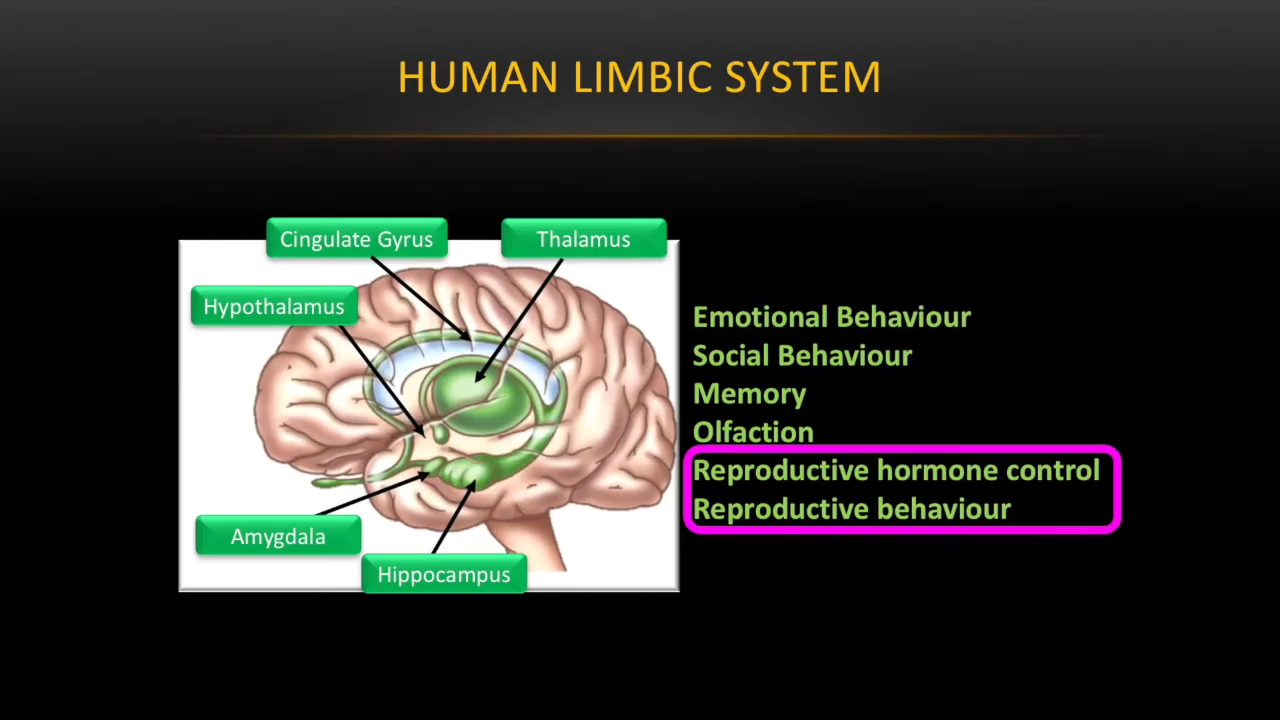 HUMAN LIMBIC SYSTEM
Cingulate Gyrus
Thalamus
Hypothalamus
Amygdala
Hippocampus
Emotional Behaviour
Social Behaviour
Memory
Olfaction
Reproductive hormone control
Reproductive behaviour